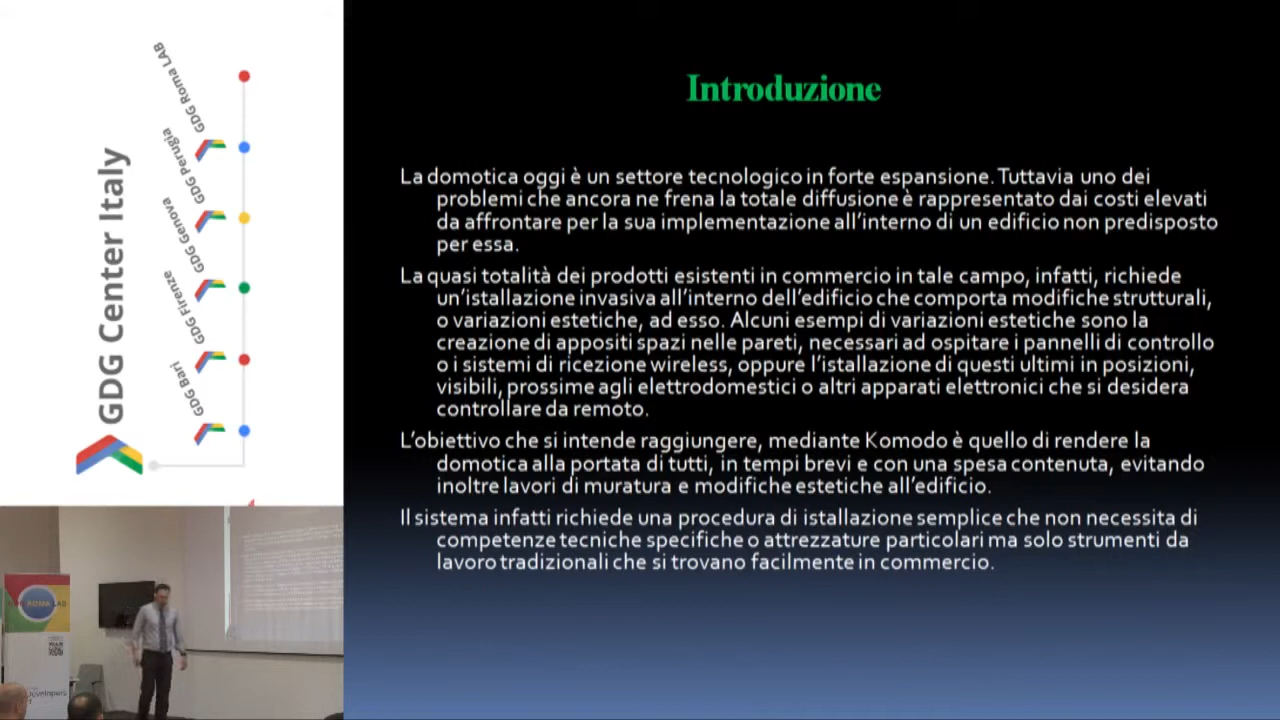 GDG Center Italy
GDG Roma LAB
GDG Perugia
GDG Genova
GDG Firenze
GDG Bari
Introduzione
La domotica oggi è un settore tecnologico in forte espansione. Tuttavia uno dei
problemi che ancora ne frena la totale diffusione è rappresentato dai costi elevati
da affrontare per la sua implementazione all'interno di un edificio non predisposto
per essa.
La quasi totalità dei prodotti esistenti in commercio in tale campo, infatti, richiede
un'istallazione invasiva all'interno dell'edificio che comporta modifiche strutturali,
o variazioni estetiche, ad esso. Alcuni esempi di variazioni estetiche sono la
creazione di appositi spazi nelle pareti, necessari ad ospitare i pannelli di controllo
o i sistemi di ricezione wireless, oppure l'istallazione di questi ultimi in posizioni,
visibili, prossime agli elettrodomestici o altri apparati elettronici che si desidera
controllare da remoto.
L'obiettivo che si intende raggiungere, mediante Komodo è quello di rendere la
domotica alla portata di tutti, in tempi brevi e con una spesa contenuta, evitando
inoltre lavori di muratura e modifiche estetiche all'edificio.
Il sistema infatti richiede una procedura di istallazione semplice che non necessita di
competenze tecniche specifiche o attrezzature particolari ma solo strumenti da
lavoro tradizionali che si trovano facilmente in commercio.
ROMA LAB